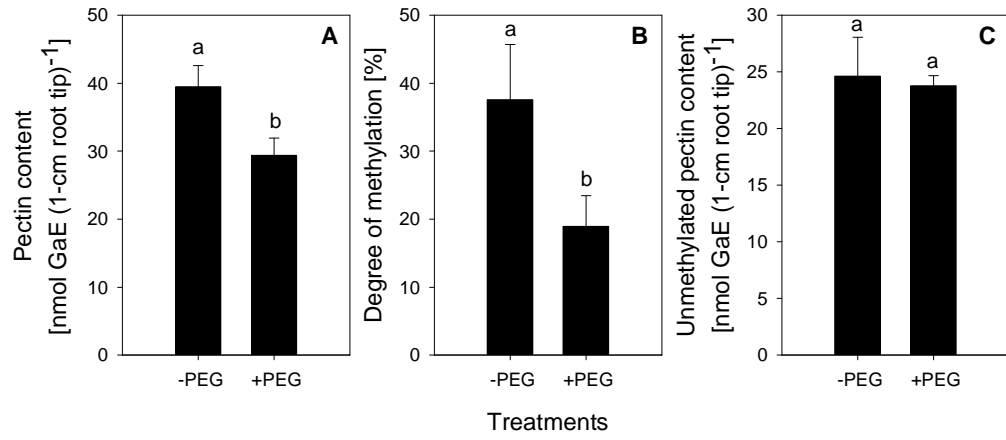 Pectin content
[nmol GaE (1-cm root tip)-1]
50
40
30
20
10
0
A
a
b
-PEG +PEG
Degree of methylation [%]
50
40
30
20
10
0
B
a
b
-PEG +PEG
Unmethylated pectin content
[nmol GaE (1-cm root tip)-1]
30
25
20
15
10
5
0
C
a
a
-PEG +PEG
Treatments